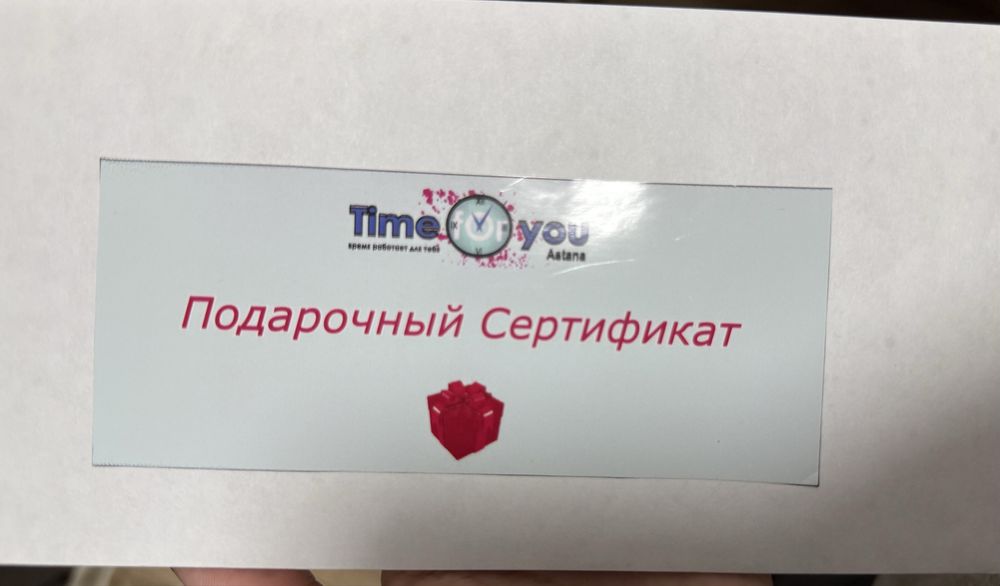 Time for you
время работает для тебя
Astana
Подарочный Сертификат